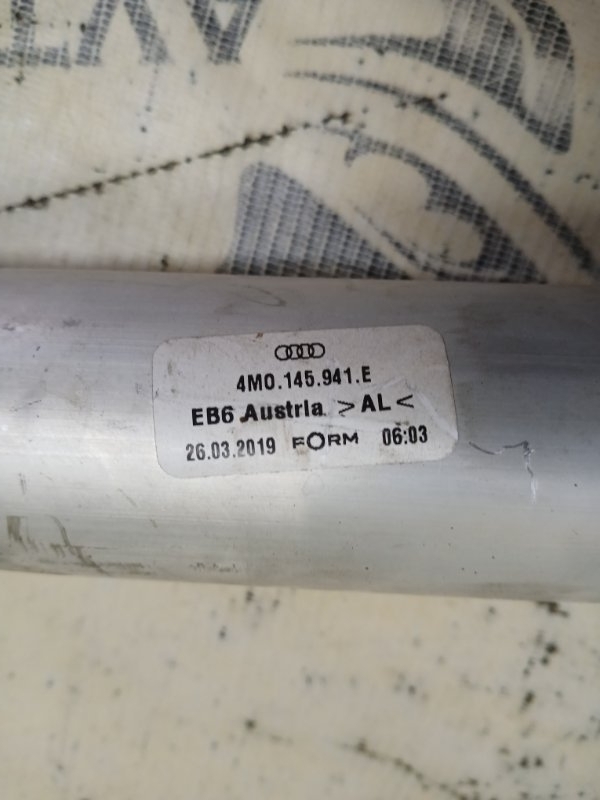 4M0.145.941.E
EB6 Austria >AL<
26.03.2019 FORM 06:03